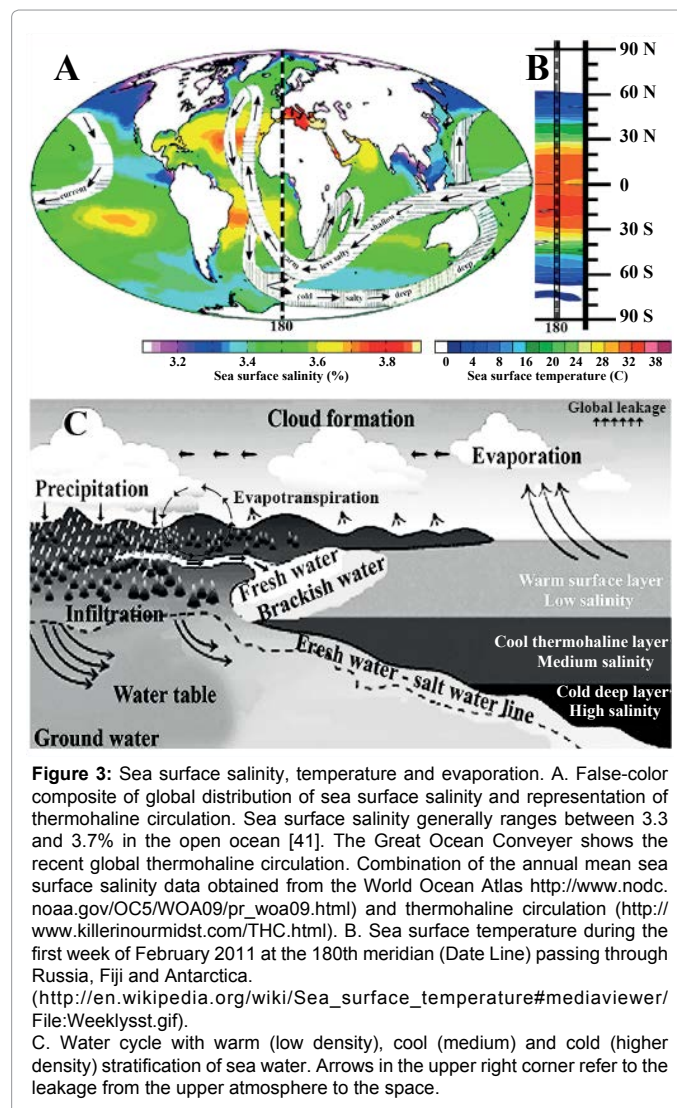 A
B
90 N
60 N
30 N
0
30 S
60 S
90 S
current
shallow
less salty
warm
cold salty deep
deep
180
180
3.2 3.4 3.6 3.8
Sea surface salinity (%)
0 4 8 16 20 24 28 32 38
Sea surface temperature (C)
C
Cloud formation
Global leakage
Evaporation
Precipitation
Evapotranspiration
Fresh water
Brackish water
Warm surface layer
Low salinity
Infiltration
Cool thermohaline layer
Medium salinity
Fresh water - salt water line
Cold deep layer
High salinity
Water table
Ground water
Figure 3: Sea surface salinity, temperature and evaporation. A. False-color
composite of global distribution of sea surface salinity and representation of
thermohaline circulation. Sea surface salinity generally ranges between 3.3
and 3.7% in the open ocean [41]. The Great Ocean Conveyer shows the
recent global thermohaline circulation. Combination of the annual mean sea
surface salinity data obtained from the World Ocean Atlas http://www.nodc.
noaa.gov/OC5/WOA09/pr_woa09.html) and thermohaline circulation (http://
www.killerinourmidst.com/THC.html). B. Sea surface temperature during the
first week of February 2011 at the 180th meridian (Date Line) passing through
Russia, Fiji and Antarctica.
(http://en.wikipedia.org/wiki/Sea_surface_temperature#mediaviewer/
File:Weeklysst.gif).
C. Water cycle with warm (low density), cool (medium) and cold (higher
density) stratification of sea water. Arrows in the upper right corner refer to the
leakage from the upper atmosphere to the space.